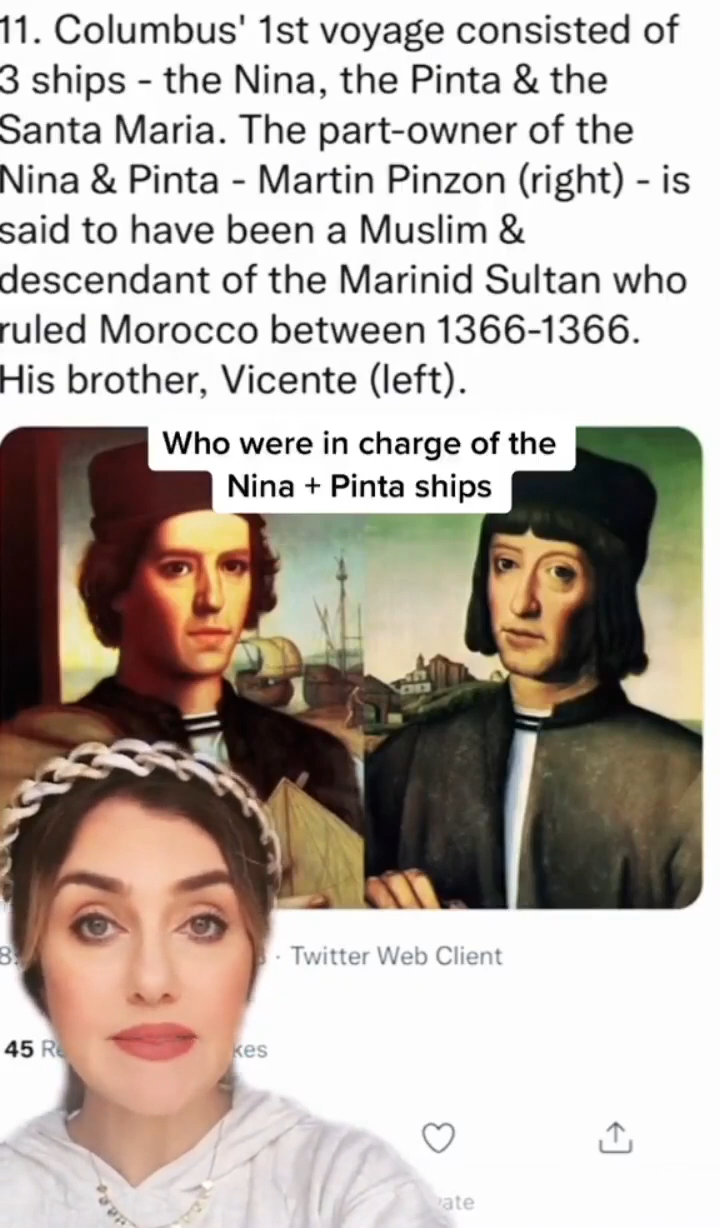 11. Columbus' 1st voyage consisted of
3 ships - the Nina, the Pinta & the
Santa Maria. The part-owner of the
Nina & Pinta - Martin Pinzon (right) - is
said to have been a Muslim &
descendant of the Marinid Sultan who
ruled Morocco between 1366-1366.
His brother, Vicente (left).
Who were in charge of the
Nina + Pinta ships
· Twitter Web Client
45